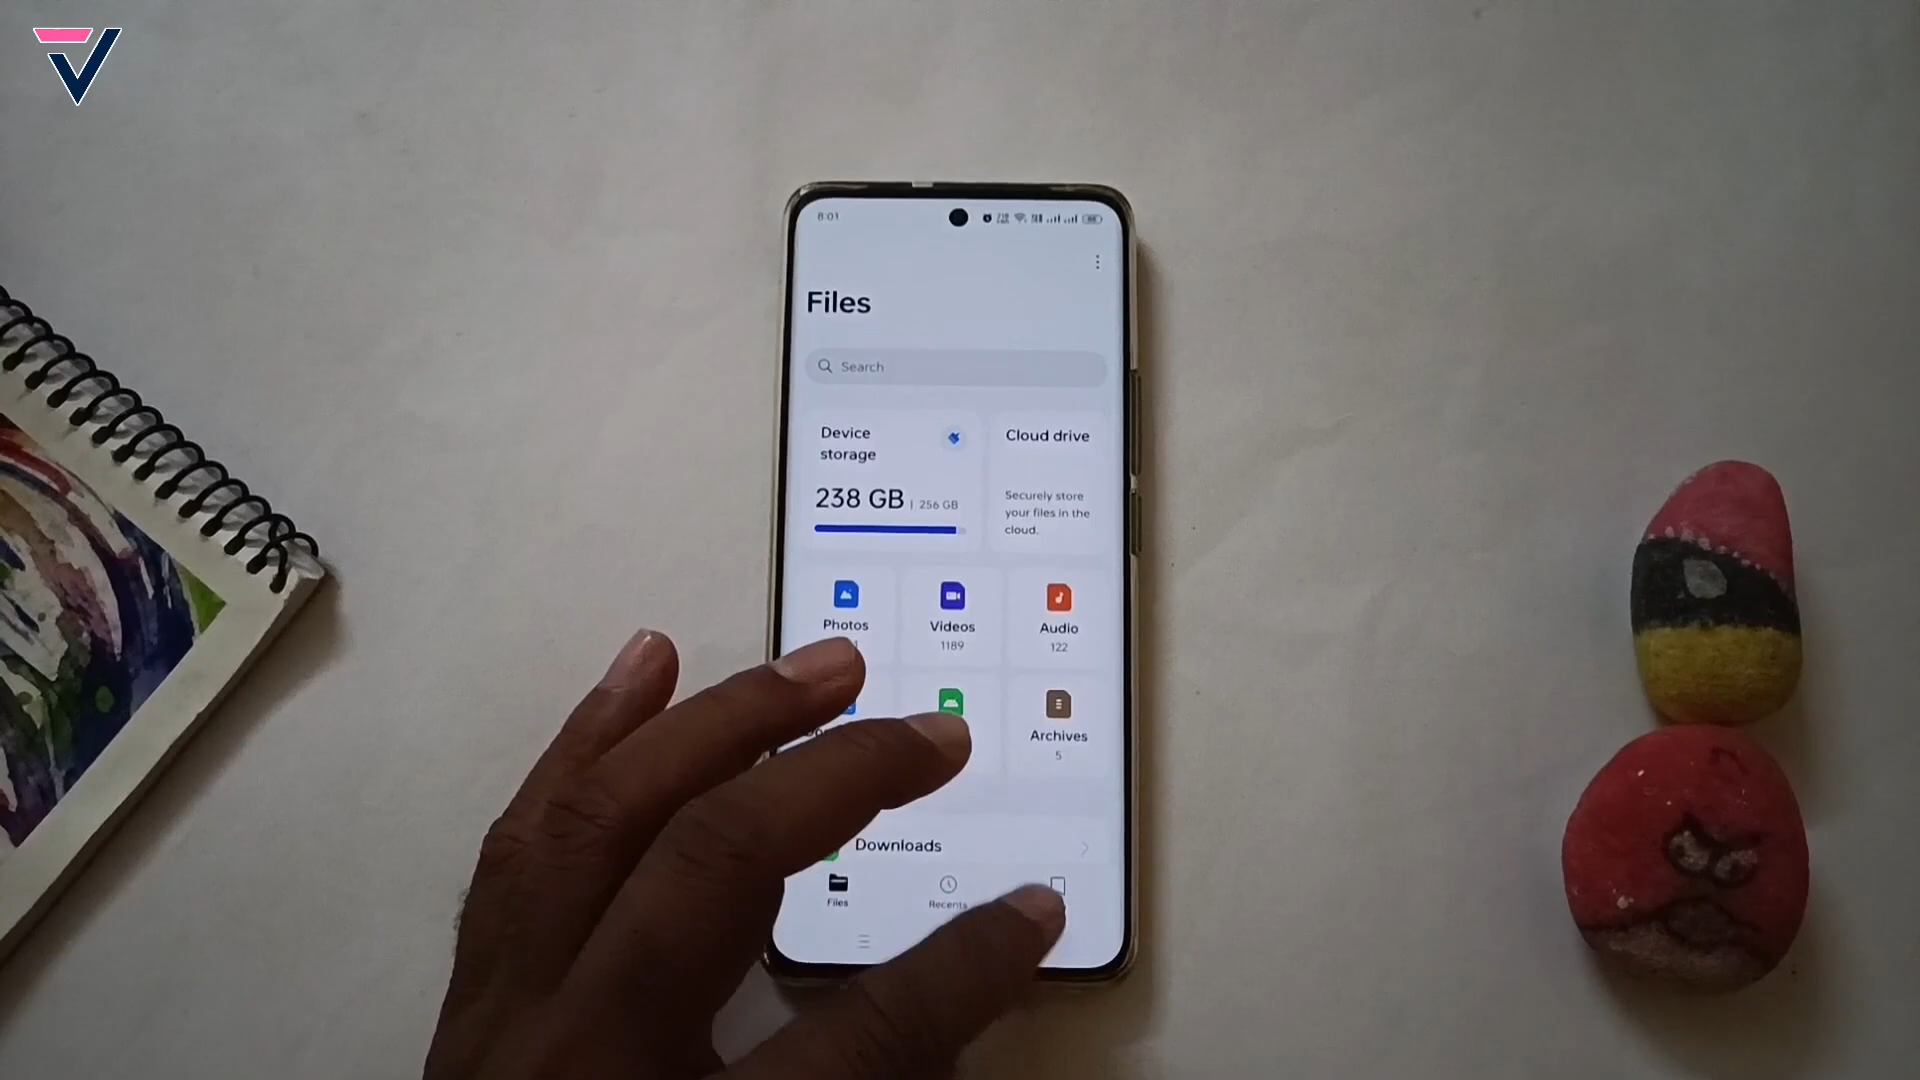 8:01
Files
Search
Device
storage
238 GB | 256 GB
Cloud drive
Securely store
your files in the
cloud.
Photos
Videos
1189
Audio
122
Archives
5
Downloads
Files
Recents